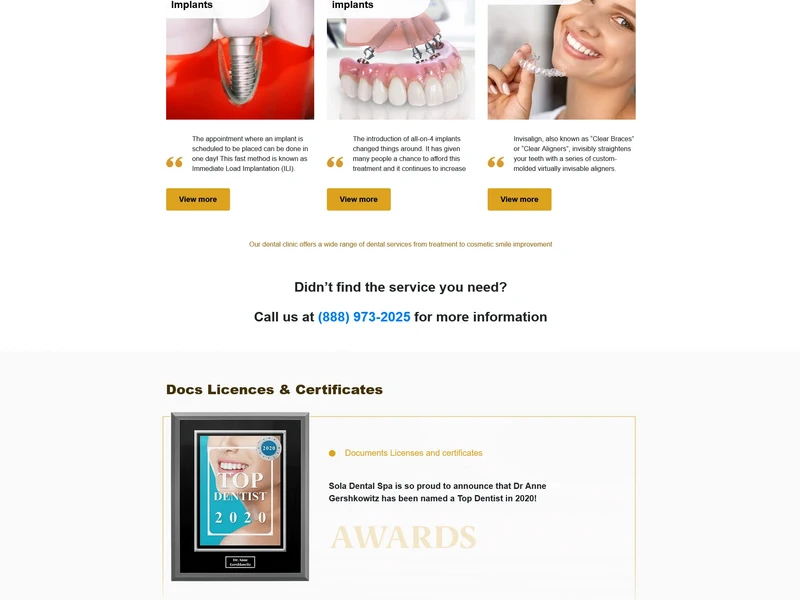 Implants
implants
The appointment where an implant is
scheduled to be placed can be done in
one day! This fast method is known as
Immediate Load Implantation (ILI).
The introduction of all-on-4 implants
changed things around. It has given
many people a chance to afford this
treatment and it continues to increase
Invisalign, also known as "Clear Braces"
or "Clear Aligners", invisibly straightens
your teeth with a series of custom-
molded virtually invisable aligners.
View more
View more
View more
Our dental clinic offers a wide range of dental services from treatment to cosmetic smile improvement
Didn't find the service you need?
Call us at (888) 973-2025 for more information
Docs Licences & Certificates
2020
TOP
DENTIST
2020
Dr. Anne
Gershkowitz
Documents Licenses and certificates
Sola Dental Spa is so proud to announce that Dr Anne
Gershkowitz has been named a Top Dentist in 2020!
AWARDS